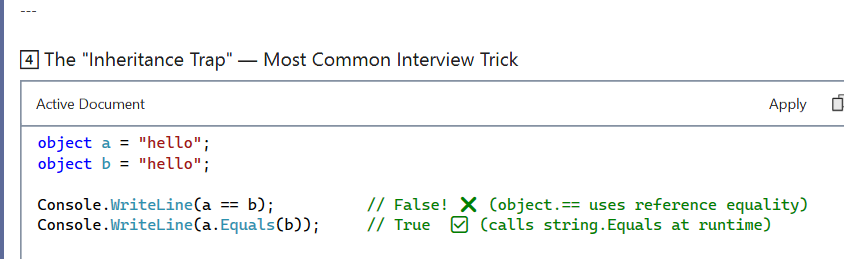 ---
4 The "Inheritance Trap" — Most Common Interview Trick
Active Document Apply
object a = "hello";
object b = "hello";
Console.WriteLine(a == b); // False! ❌ (object.== uses reference equality)
Console.WriteLine(a.Equals(b)); // True ✅ (calls string.Equals at runtime)